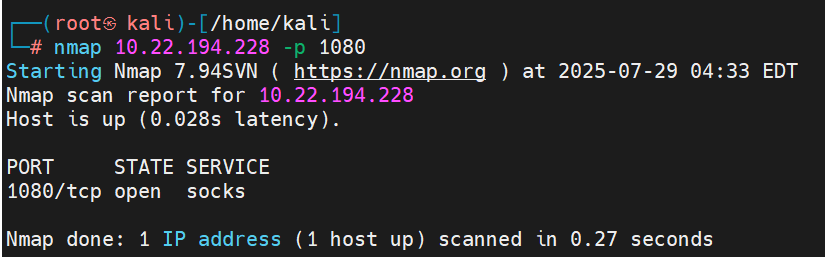 ┌──(root㉿ kali)-[/home/kali]
└─# nmap 10.22.194.228 -p 1080
Starting Nmap 7.94SVN ( https://nmap.org ) at 2025-07-29 04:33 EDT
Nmap scan report for 10.22.194.228
Host is up (0.028s latency).
PORT     STATE SERVICE
1080/tcp open  socks
Nmap done: 1 IP address (1 host up) scanned in 0.27 seconds